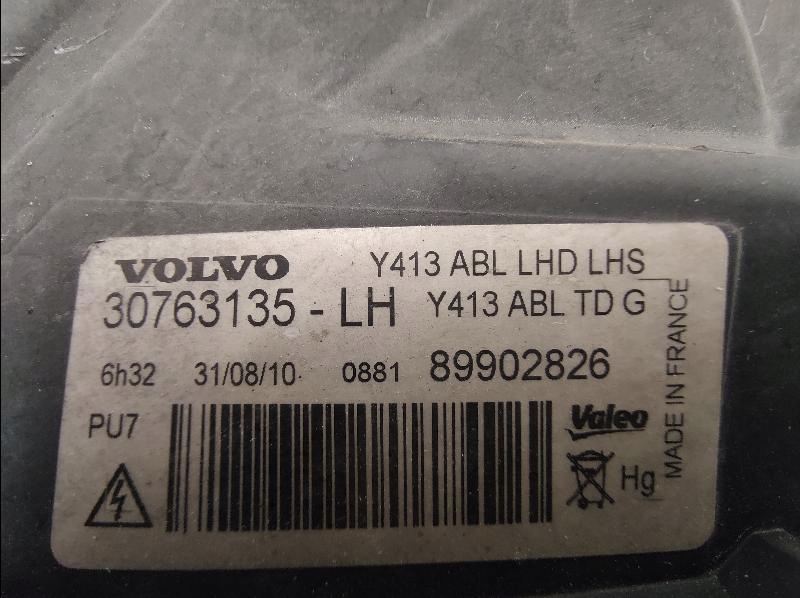 VOLVO Y413 ABL LHD LHS
30763135 - LH Y413 ABL TD G
6h32 31/08/10 0881 89902826
PU7
Valeo
Hg
MADE IN FRANCE